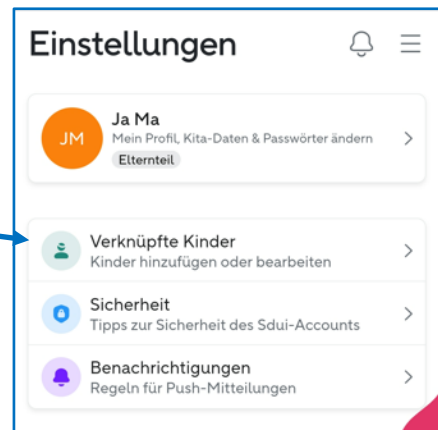 Einstellungen
JM
Ja Ma
Mein Profil, Kita-Daten & Passwörter ändern
Elternteil
Verknüpfte Kinder
Kinder hinzufügen oder bearbeiten
Sicherheit
Tipps zur Sicherheit des Sdui-Accounts
Benachrichtigungen
Regeln für Push-Mitteilungen